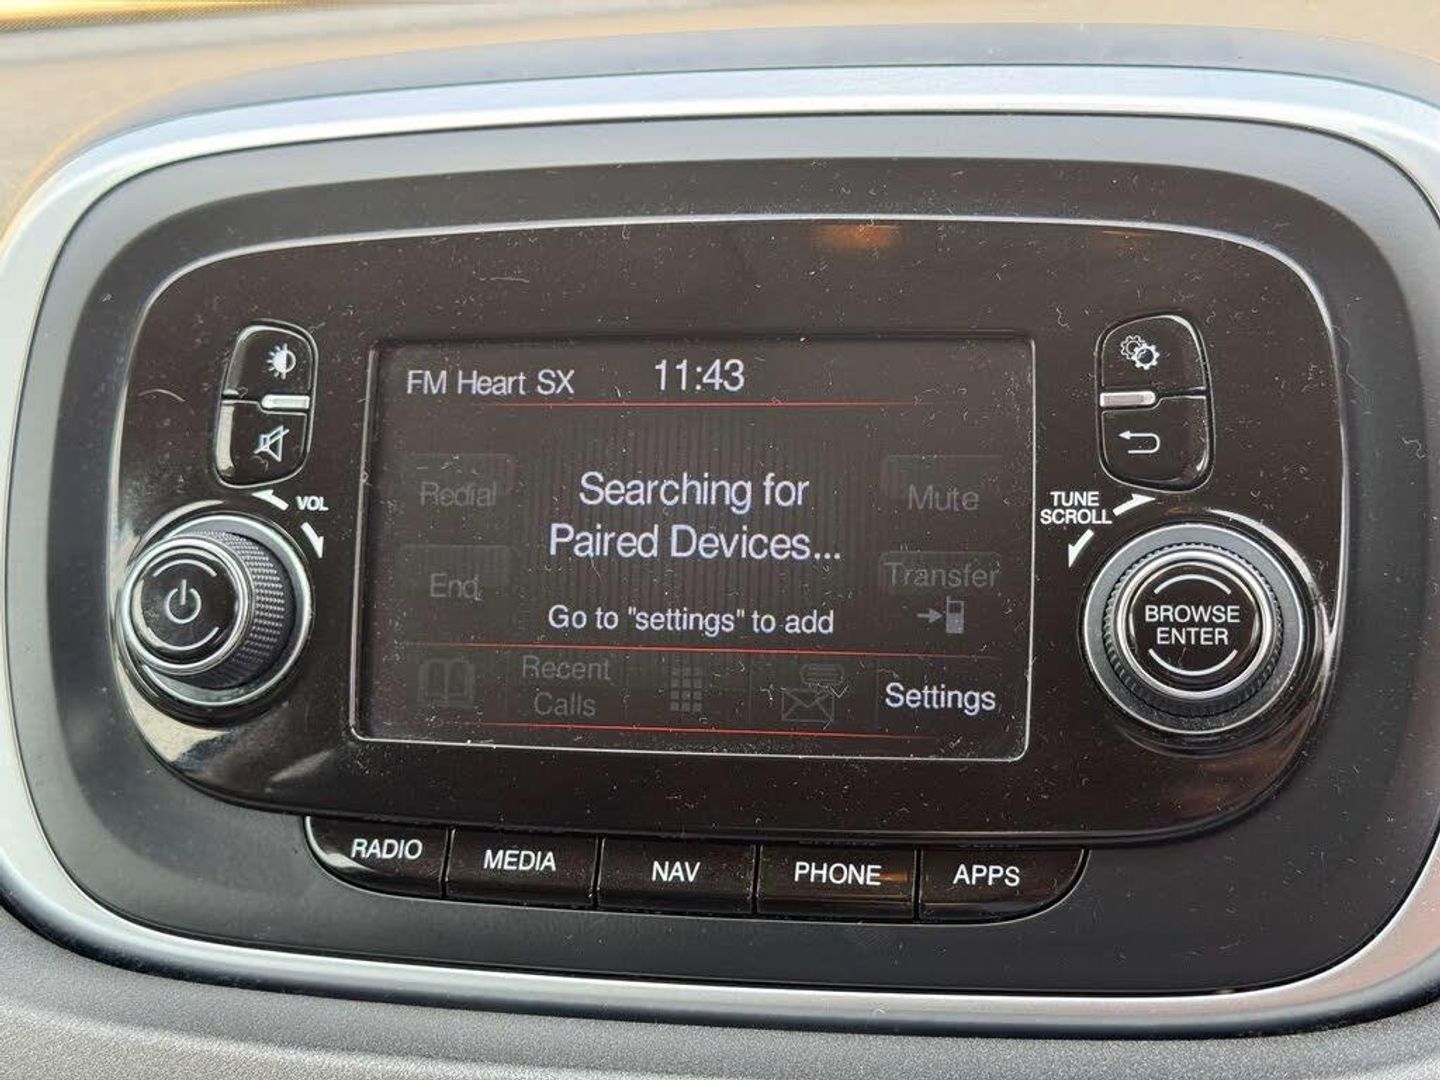 FM Heart SX 11:43
Redial
Searching for
Paired Devices...
Mute
End
Transfer
Go to "settings" to add
Recent
Calls
Settings
VOL
TUNE
SCROLL
BROWSE
ENTER
RADIO
MEDIA
NAV
PHONE
APPS